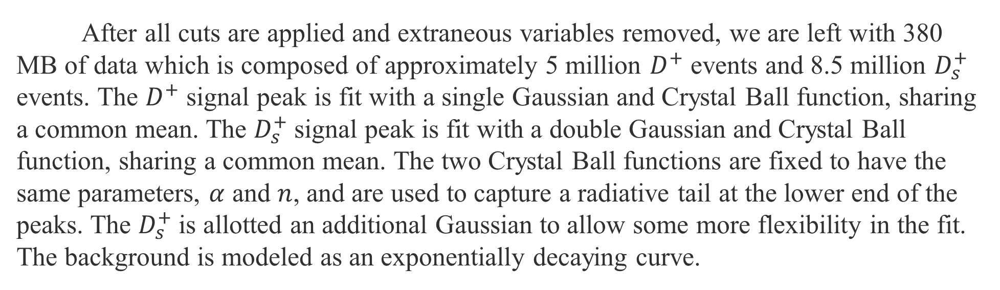 After all cuts are applied and extraneous variables removed, we are left with 380
MB of data which is composed of approximately 5 million $D^+$ events and 8.5 million $D_s^+$
events. The $D^+$ signal peak is fit with a single Gaussian and Crystal Ball function, sharing
a common mean. The $D_s^+$ signal peak is fit with a double Gaussian and Crystal Ball
function, sharing a common mean. The two Crystal Ball functions are fixed to have the
same parameters, $\alpha$ and $n$, and are used to capture a radiative tail at the lower end of the
peaks. The $D_s^+$ is allotted an additional Gaussian to allow some more flexibility in the fit.
The background is modeled as an exponentially decaying curve.